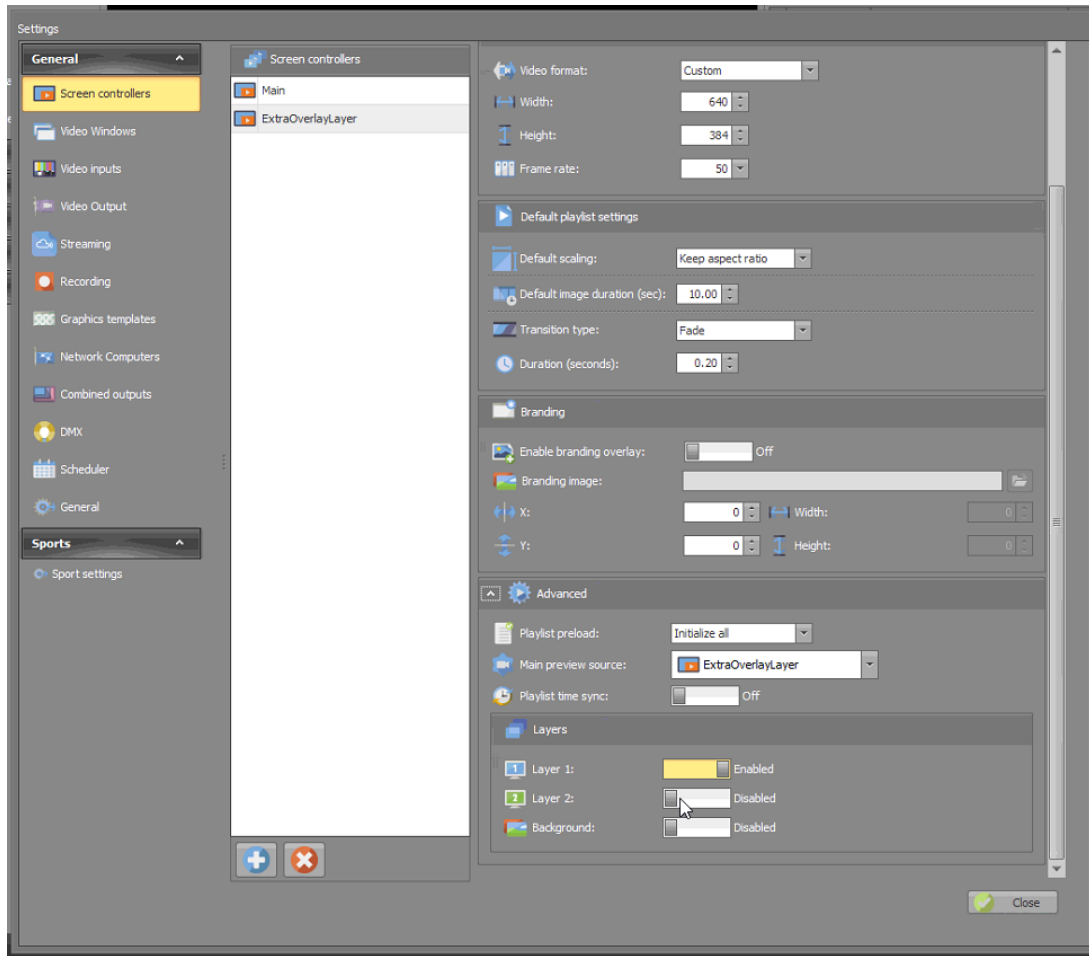 Settings
General
Screen controllers
Video Windows
Video inputs
Video Output
Streaming
Recording
Graphics templates
Network Computers
Combined outputs
DMX
Scheduler
General
Sports
Sport settings
Screen controllers
Main
ExtraOverlayLayer
Video format: Custom
Width: 640
Height: 384
Frame rate: 50
Default playlist settings
Default scaling: Keep aspect ratio
Default image duration (sec): 10.00
Transition type: Fade
Duration (seconds): 0.20
Branding
Enable branding overlay: Off
Branding image:
X: 0 Width: 0
Y: 0 Height: 0
Advanced
Playlist preload: Initialize all
Main preview source: ExtraOverlayLayer
Playlist time sync: Off
Layers
1 Layer 1: Enabled
2 Layer 2: Disabled
Background: Disabled
Close